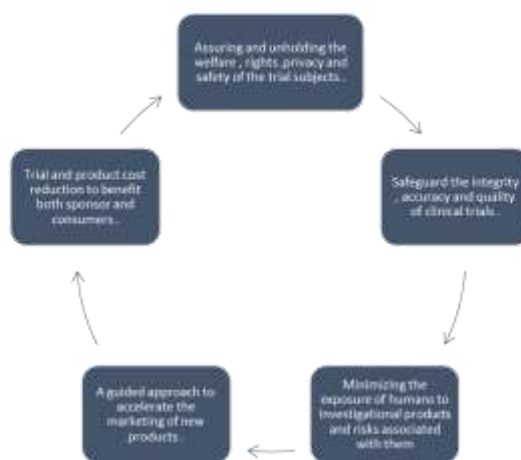 Assuring and unholding the
welfare , rights ,privacy and
safety of the trial subjects..
Safeguard the integrity
, accuracy and quality
of clinical trials..
Minimizing the
exposure of humans to
investigational products
and risks associated
with them
A guided approach to
accelerate the
marketing of new
products..
Trial and product cost
reduction to benefit
both sponsor and
consumers..